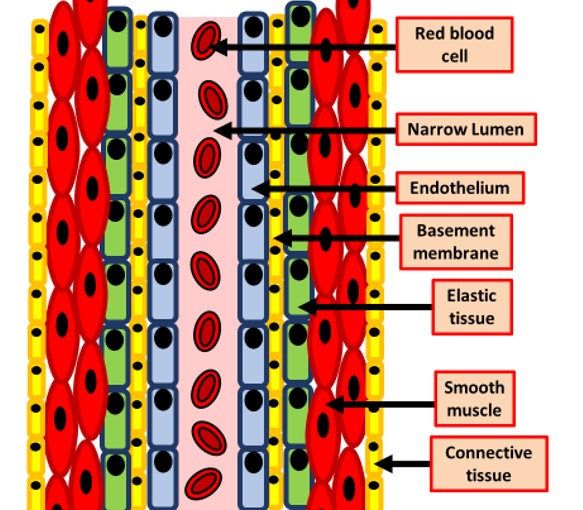 Red blood
cell
Narrow Lumen
Endothelium
Basement
membrane
Elastic
tissue
Smooth
muscle
Connective
tissue